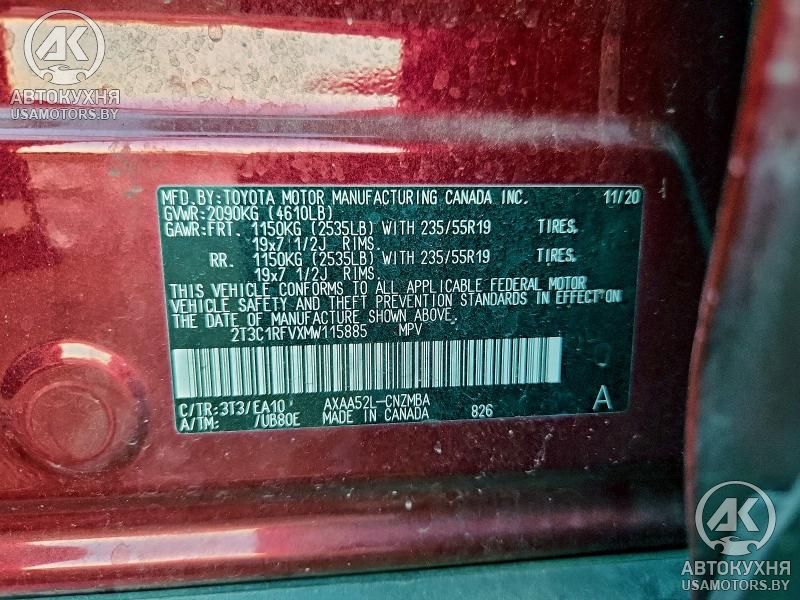 АК
АВТОКУХНЯ
USAMOTORS.BY
MFD.BY:TOYOTA MOTOR MANUFACTURING CANADA INC. 11/20
GVWR:2090KG (4610LB)
GAWR:FRT. 1150KG (2535LB) WITH 235/55R19 TIRES.
19x7 1/2J RIMS.
RR. 1150KG (2535LB) WITH 235/55R19 TIRES.
19x7 1/2J RIMS.
THIS VEHICLE CONFORMS TO ALL APPLICABLE FEDERAL MOTOR
VEHICLE SAFETY AND THEFT PREVENTION STANDARDS IN EFFECT ON
THE DATE OF MANUFACTURE SHOWN ABOVE.
2T3C1RFVXMW115885 MPV
C/TR:3T3/EA10 AXAA52L-CNZMBA A
A/TM: /UB80E MADE IN CANADA 826
АК
АВТОКУХНЯ
USAMOTORS.BY